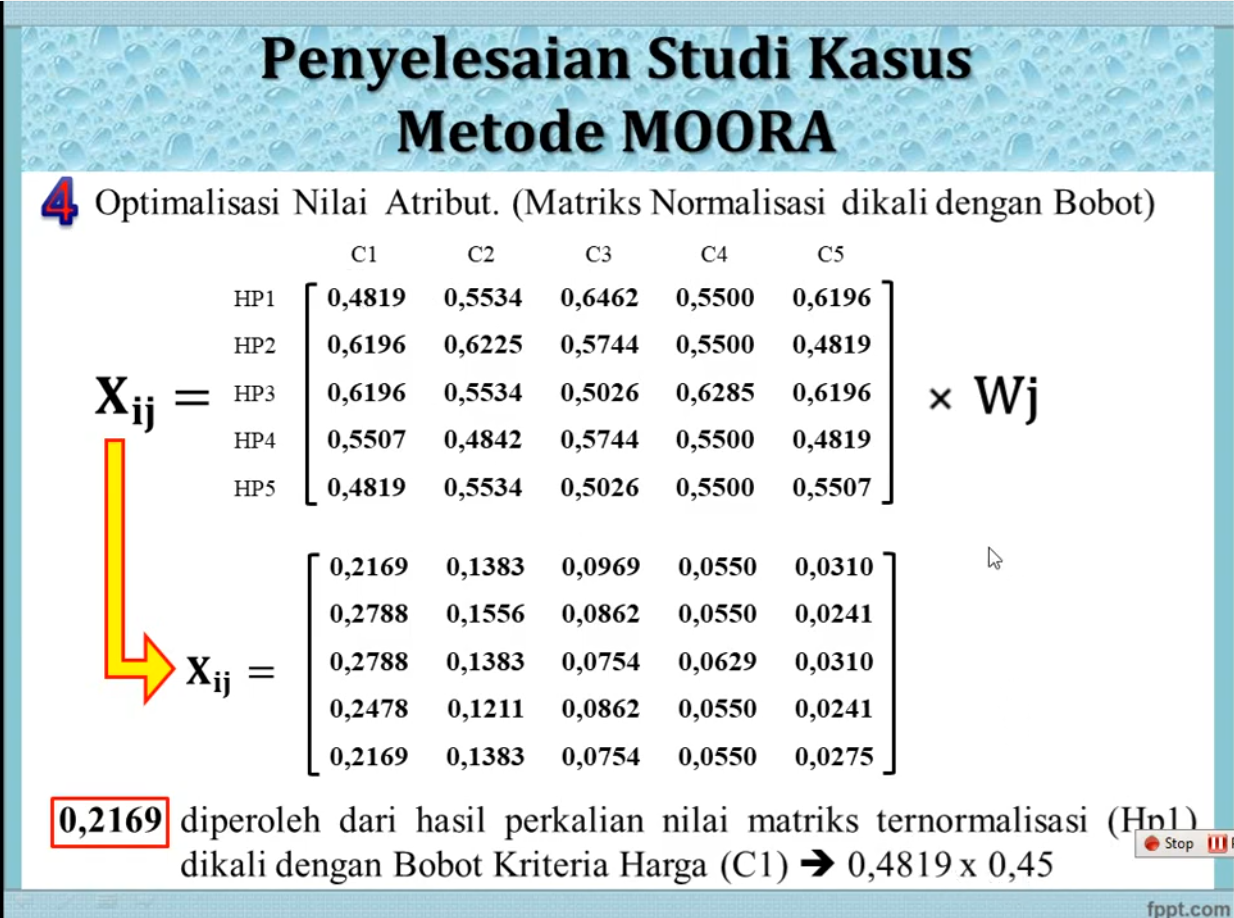 Penyelesaian Studi Kasus
Metode MOORA
4 Optimalisasi Nilai Atribut. (Matriks Normalisasi dikali dengan Bobot)
C1 C2 C3 C4 C5
HP1 0,4819 0,5534 0,6462 0,5500 0,6196
HP2 0,6196 0,6225 0,5744 0,5500 0,4819
Xij = HP3 0,6196 0,5534 0,5026 0,6285 0,6196 × Wj
HP4 0,5507 0,4842 0,5744 0,5500 0,4819
HP5 0,4819 0,5534 0,5026 0,5500 0,5507
0,2169 0,1383 0,0969 0,0550 0,0310
0,2788 0,1556 0,0862 0,0550 0,0241
Xij = 0,2788 0,1383 0,0754 0,0629 0,0310
0,2478 0,1211 0,0862 0,0550 0,0241
0,2169 0,1383 0,0754 0,0550 0,0275
0,2169 diperoleh dari hasil perkalian nilai matriks ternormalisasi (Hp1)
dikali dengan Bobot Kriteria Harga (C1) ➔ 0,4819 x 0,45
Stop
fppt.com